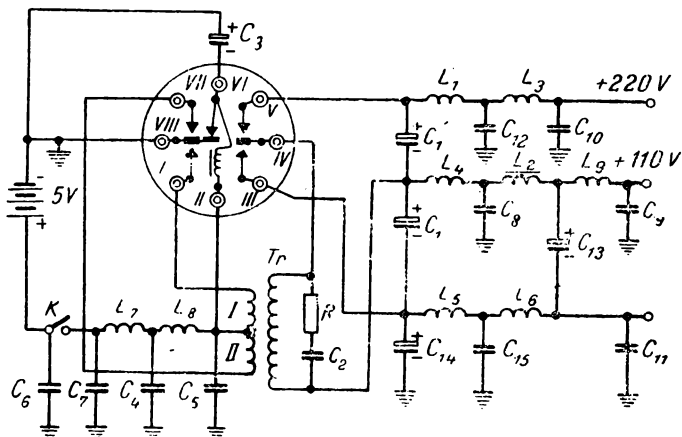 + C3 -
VII VI V
VIII IV
I II III
- 5V +
K L7 L8
C6 C7 C4 C5
I II
Tr
R
C2
L1 L3 +220 V
+ C1 - C12 C10
L4 L2 L9 +110 V
+ C1 - C8 + C13 - C9
L5 L6
+ C14 - C15 C11